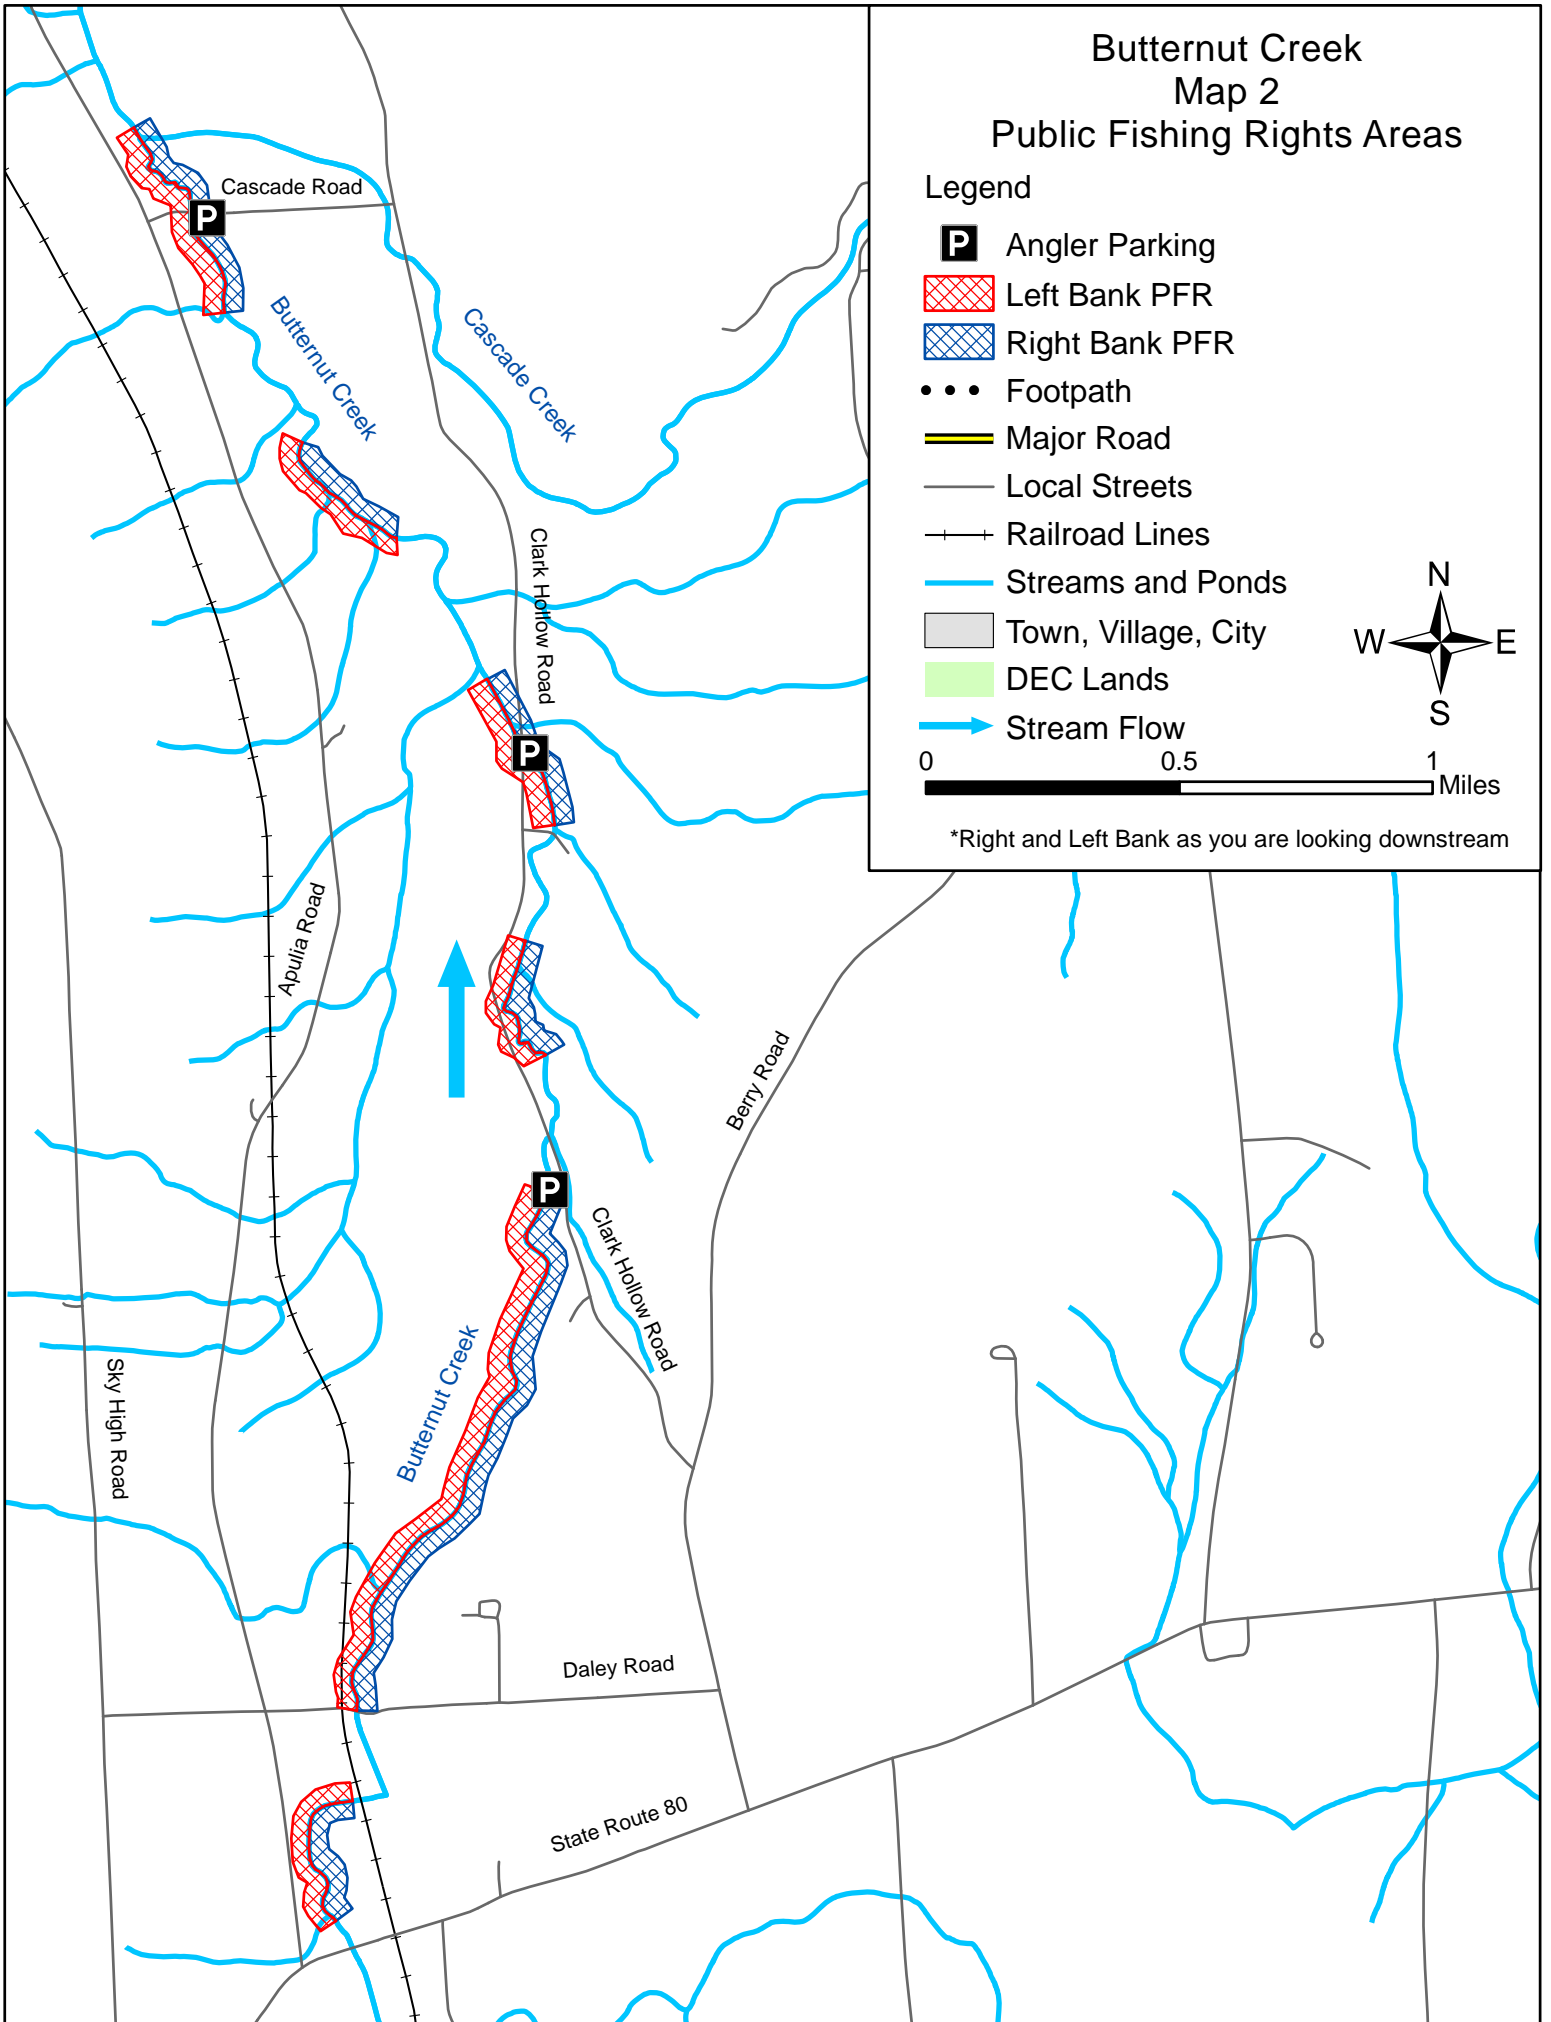 Butternut Creek
Map 2
Public Fishing Rights Areas
Legend
P Angler Parking
Left Bank PFR
Right Bank PFR
Footpath
Major Road
Local Streets
Railroad Lines
Streams and Ponds
Town, Village, City
DEC Lands
Stream Flow
N
W E
S
0 0.5 1
Miles
*Right and Left Bank as you are looking downstream
Cascade Road
P
Butternut Creek
Cascade Creek
Clark Hollow Road
P
Apulia Road
Berry Road
P
Clark Hollow Road
Butternut Creek
Sky High Road
Daley Road
State Route 80